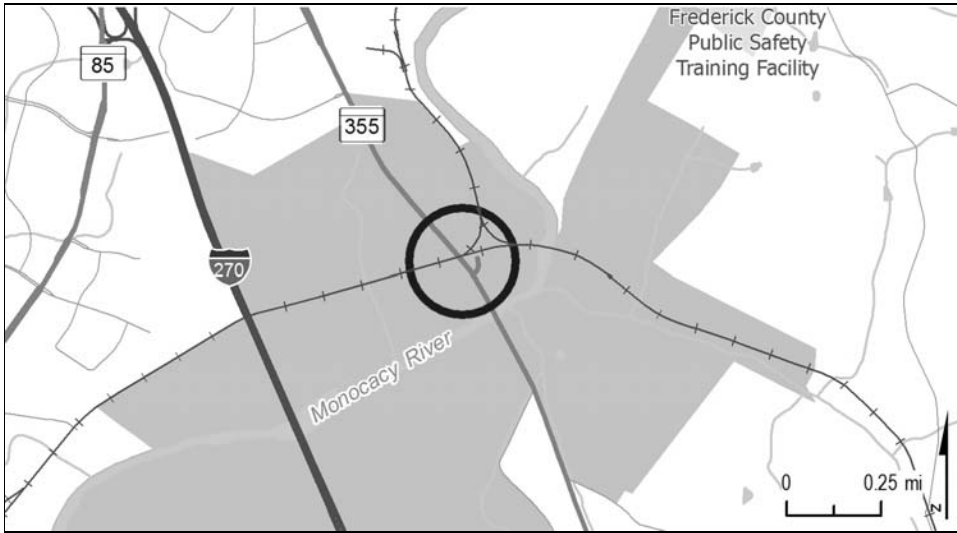 Frederick County
Public Safety
Training Facility
85
355
270
Monocacy River
0 0.25 mi
N